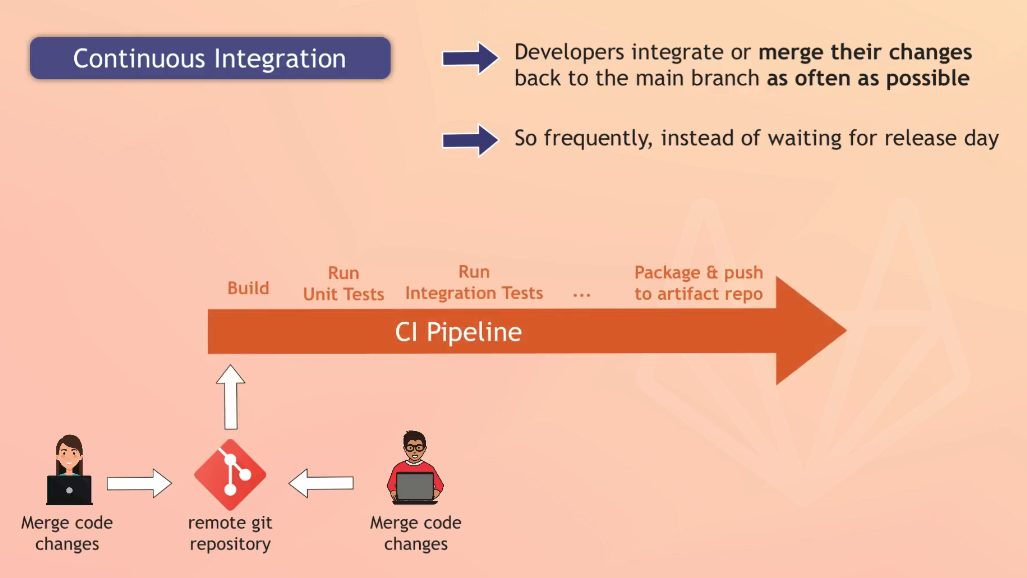 Continuous Integration
Developers integrate or merge their changes
back to the main branch as often as possible
So frequently, instead of waiting for release day
Build
Run
Unit Tests
Run
Integration Tests
...
Package & push
to artifact repo
CI Pipeline
Merge code
changes
remote git
repository
Merge code
changes